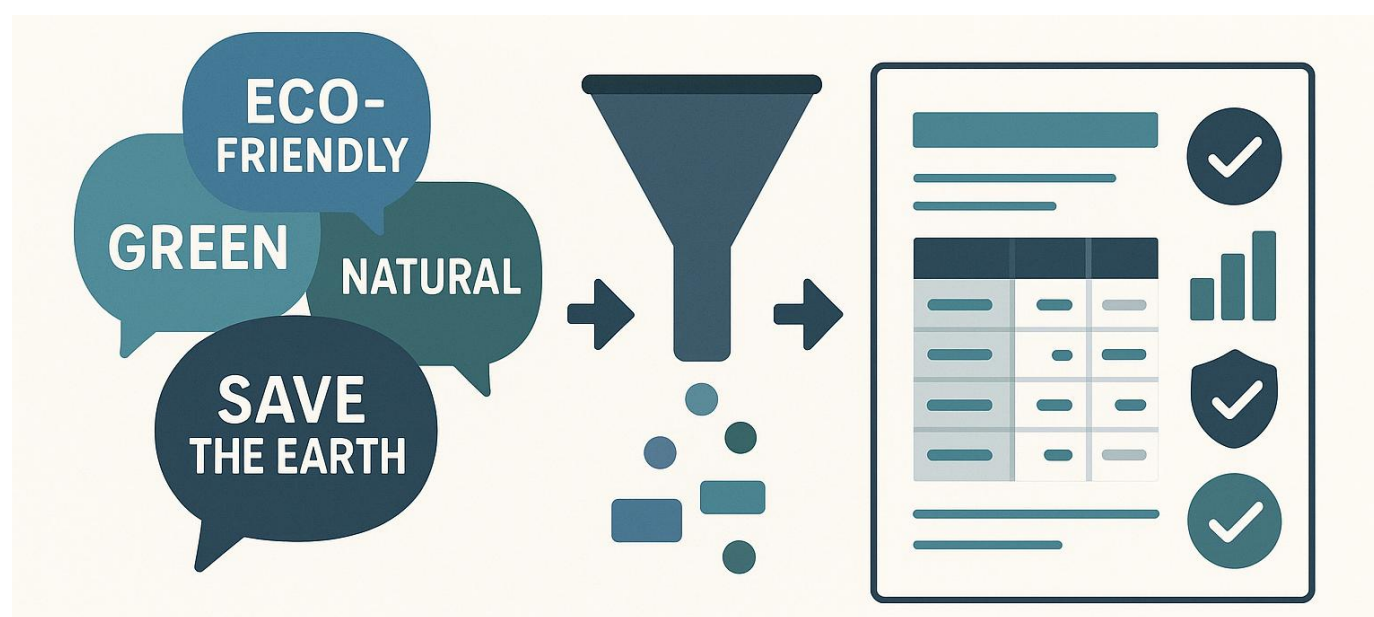 ECO-
FRIENDLY
GREEN
NATURAL
SAVE
THE EARTH